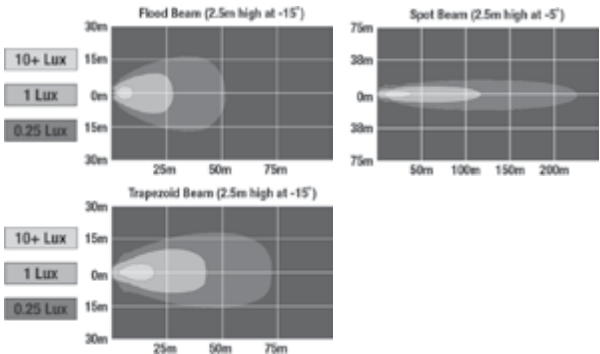 Flood Beam (2.5m high at -15°)
30m
15m
0m
15m
30m
25m 50m 75m
10+ Lux
1 Lux
0.25 Lux
Spot Beam (2.5m high at -5°)
75m
38m
0m
38m
75m
50m 100m 150m 200m
Trapezoid Beam (2.5m high at -15°)
30m
15m
0m
15m
30m
25m 50m 75m
10+ Lux
1 Lux
0.25 Lux